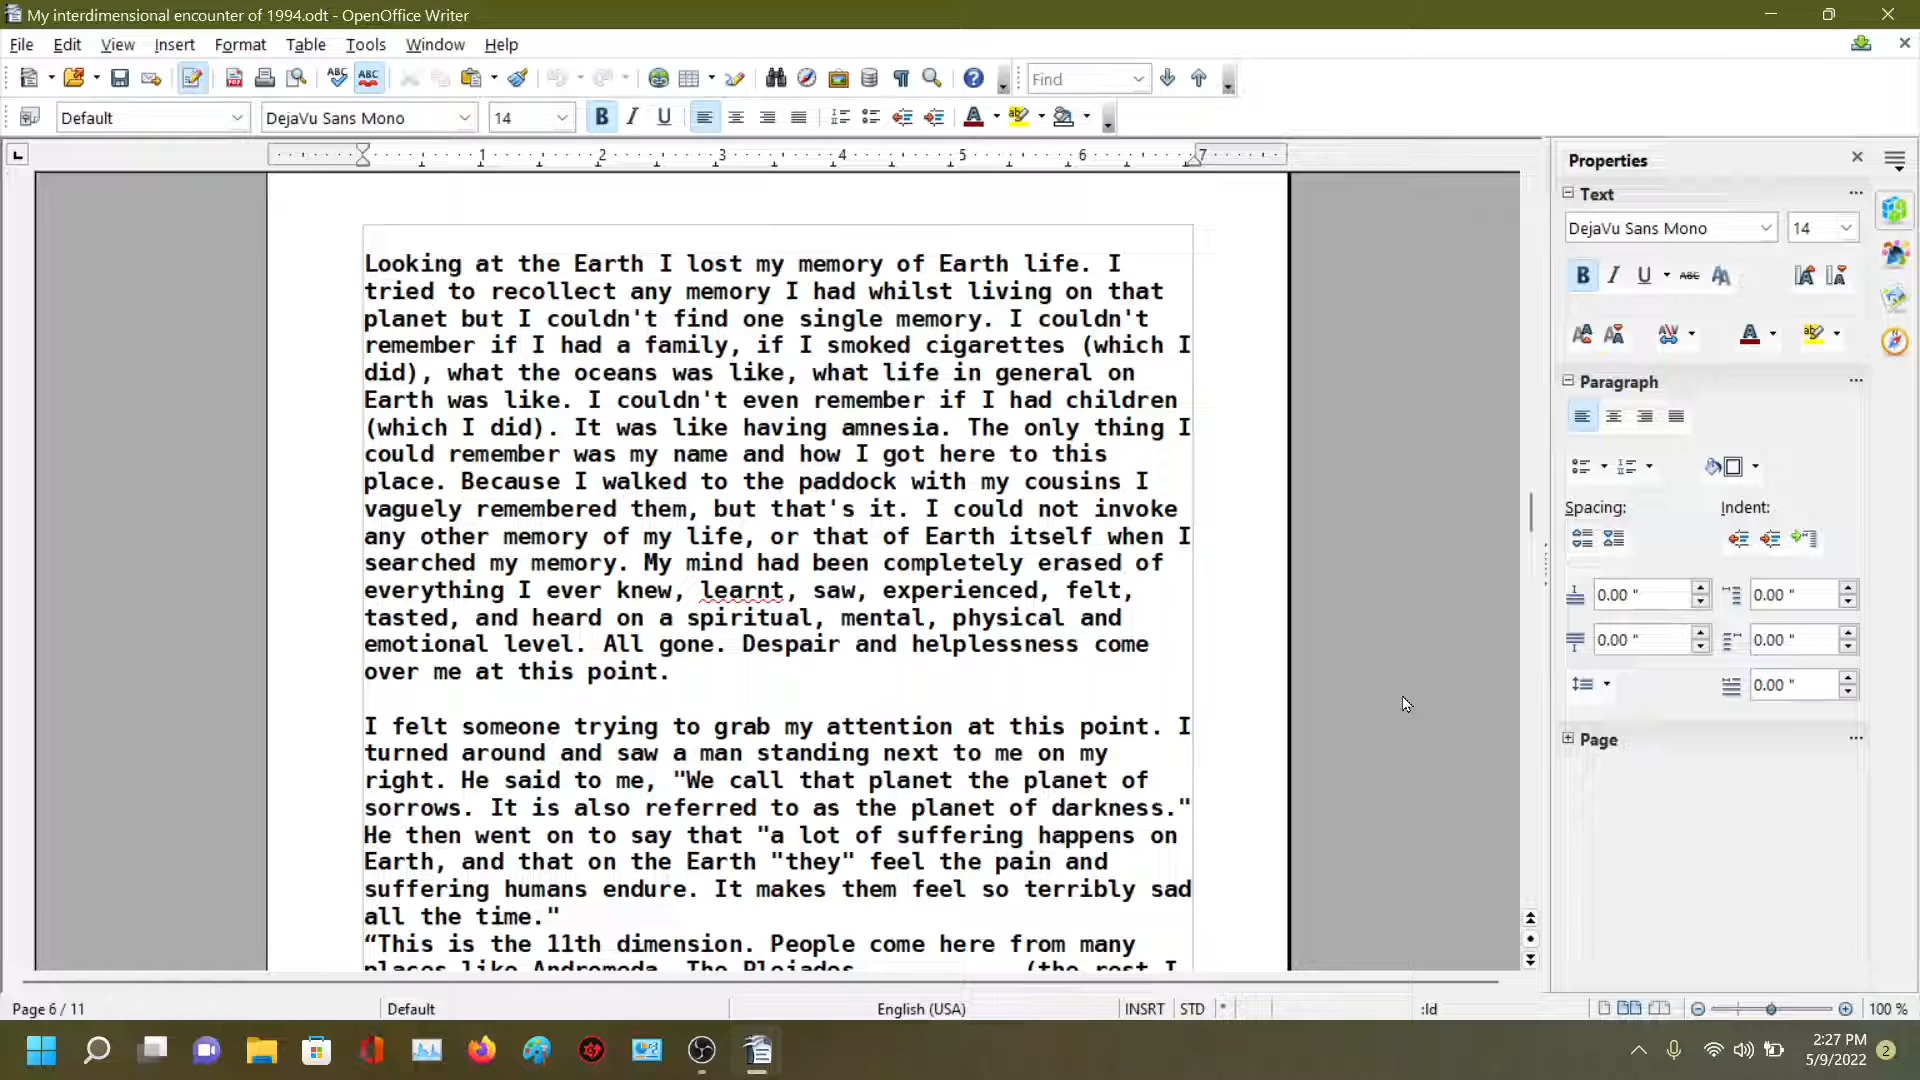 My interdimensional encounter of 1994.odt - OpenOffice Writer
File Edit View Insert Format Table Tools Window Help
Find
Default DejaVu Sans Mono 14
1 2 3 4 5 6 7
Looking at the Earth I lost my memory of Earth life. I
tried to recollect any memory I had whilst living on that
planet but I couldn't find one single memory. I couldn't
remember if I had a family, if I smoked cigarettes (which I
did), what the oceans was like, what life in general on
Earth was like. I couldn't even remember if I had children
(which I did). It was like having amnesia. The only thing I
could remember was my name and how I got here to this
place. Because I walked to the paddock with my cousins I
vaguely remembered them, but that's it. I could not invoke
any other memory of my life, or that of Earth itself when I
searched my memory. My mind had been completely erased of
everything I ever knew, learnt, saw, experienced, felt,
tasted, and heard on a spiritual, mental, physical and
emotional level. All gone. Despair and helplessness come
over me at this point.
I felt someone trying to grab my attention at this point. I
turned around and saw a man standing next to me on my
right. He said to me, "We call that planet the planet of
sorrows. It is also referred to as the planet of darkness."
He then went on to say that "a lot of suffering happens on
Earth, and that on the Earth "they" feel the pain and
suffering humans endure. It makes them feel so terribly sad
all the time."
“This is the 11th dimension. People come here from many
places like Andromeda, The Pleiades, (the rest I
Properties
Text
DejaVu Sans Mono 14
Paragraph
Spacing: Indent:
0.00 " 0.00 "
0.00 " 0.00 "
0.00 "
Page
Page 6 / 11 Default English (USA) INSRT STD * :ld 100 %
2:27 PM
5/9/2022 2